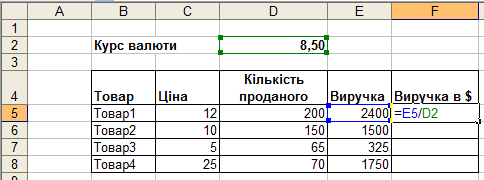 A B C D E F
1
2 Курс валюти 8,50
3
Кількість
4 Товар Ціна проданого Виручка Виручка в $
5 Товар1 12 200 2400 =E5/D2
6 Товар2 10 150 1500
7 Товар3 5 65 325
8 Товар4 25 70 1750